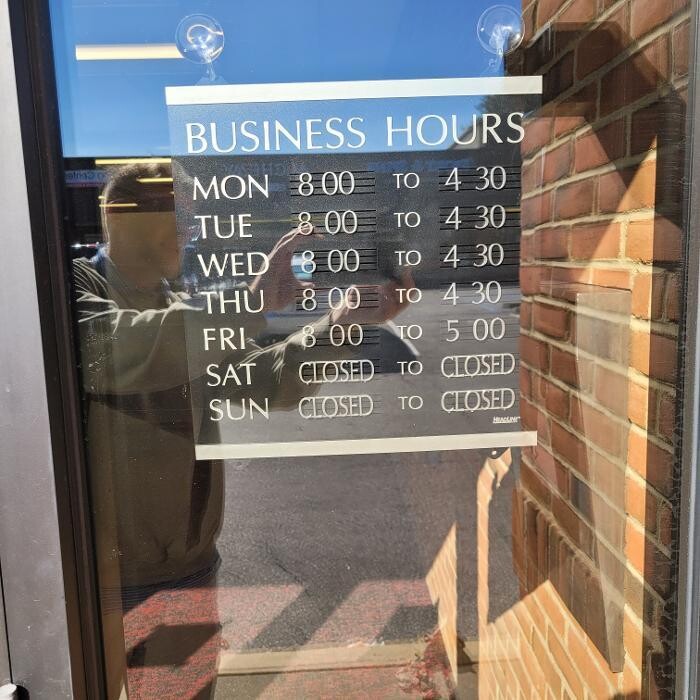 BUSINESS HOURS
MON 8 00 TO 4 30
TUE 8 00 TO 4 30
WED 8 00 TO 4 30
THU 8 00 TO 4 30
FRI 8 00 TO 5 00
SAT CLOSED TO CLOSED
SUN CLOSED TO CLOSED
HEADLINE